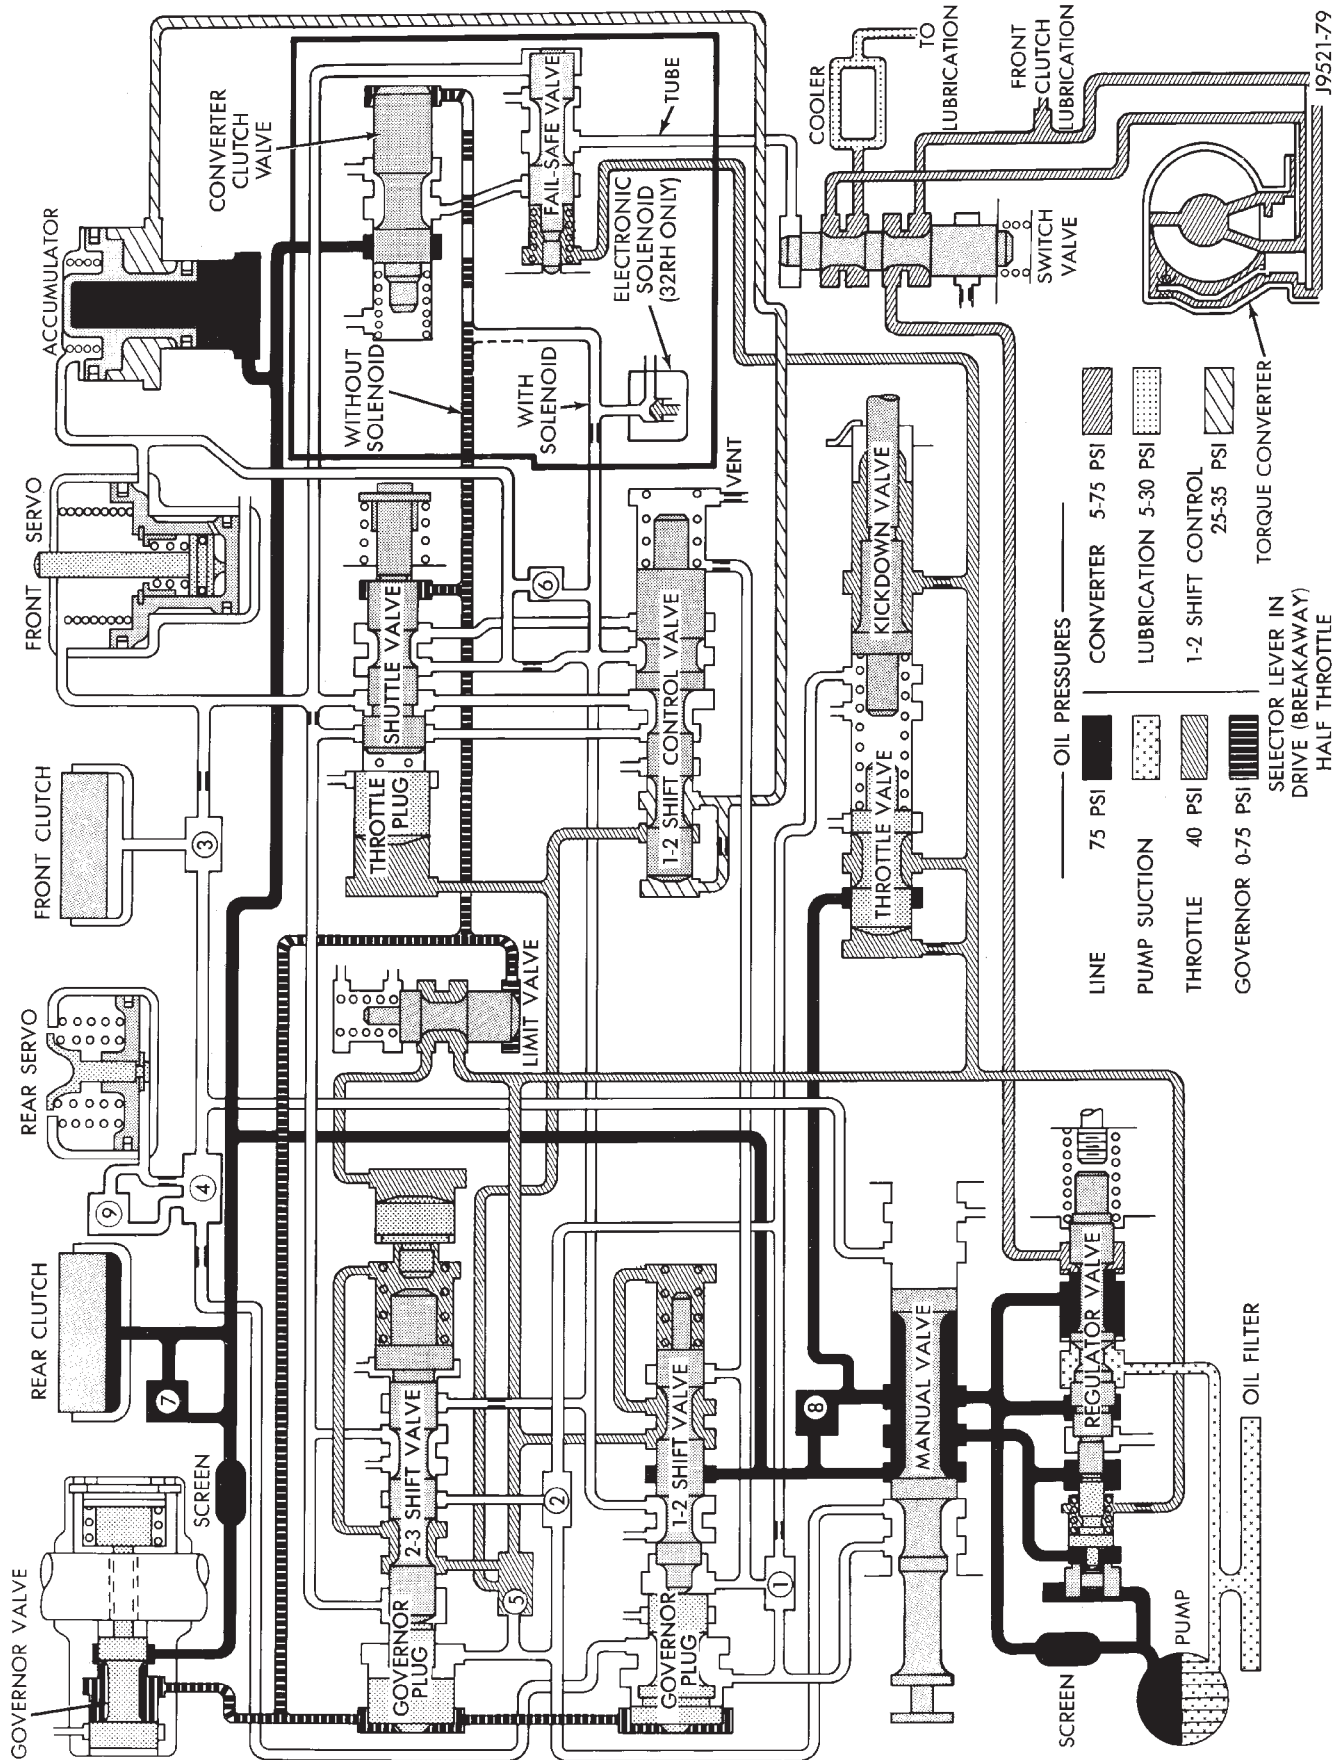 GOVERNOR VALVE
REAR CLUTCH
REAR SERVO
FRONT CLUTCH
FRONT SERVO
ACCUMULATOR
SCREEN
7
9
4
3
CONVERTER
CLUTCH
VALVE
GOVERNOR
PLUG
2-3 SHIFT VALVE
LIMIT VALVE
THROTTLE
PLUG
SHUTTLE VALVE
WITHOUT
SOLENOID
WITH
SOLENOID
FAIL-SAFE VALVE
ELECTRONIC
SOLENOID
(32RH ONLY)
TUBE
5
2
6
GOVERNOR
PLUG
1-2 SHIFT VALVE
1-2 SHIFT CONTROL VALVE
VENT
1
8
COOLER
TO
LUBRICATION
FRONT
CLUTCH
LUBRICATION
MANUAL VALVE
THROTTLE VALVE
KICKDOWN VALVE
SWITCH
VALVE
SCREEN
PUMP
REGULATOR VALVE
OIL FILTER
OIL PRESSURES
LINE 75 PSI
CONVERTER 5-75 PSI
PUMP SUCTION
LUBRICATION 5-30 PSI
THROTTLE 40 PSI
1-2 SHIFT CONTROL
25-35 PSI
GOVERNOR 0-75 PSI
TORQUE CONVERTER
SELECTOR LEVER IN
DRIVE (BREAKAWAY)
HALF THROTTLE
J9521-79